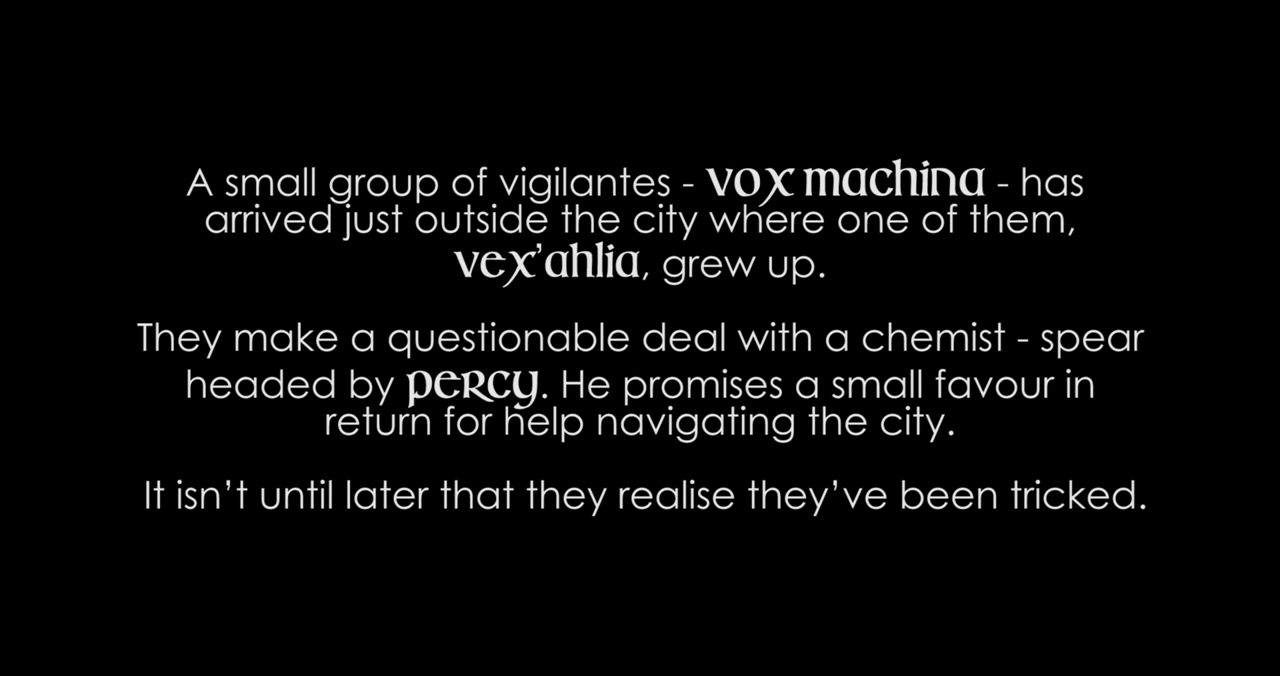 A small group of vigilantes - vox machina - has
arrived just outside the city where one of them,
vex'ahlia, grew up.
They make a questionable deal with a chemist - spear
headed by percy. He promises a small favour in
return for help navigating the city.
It isn't until later that they realise they've been tricked.